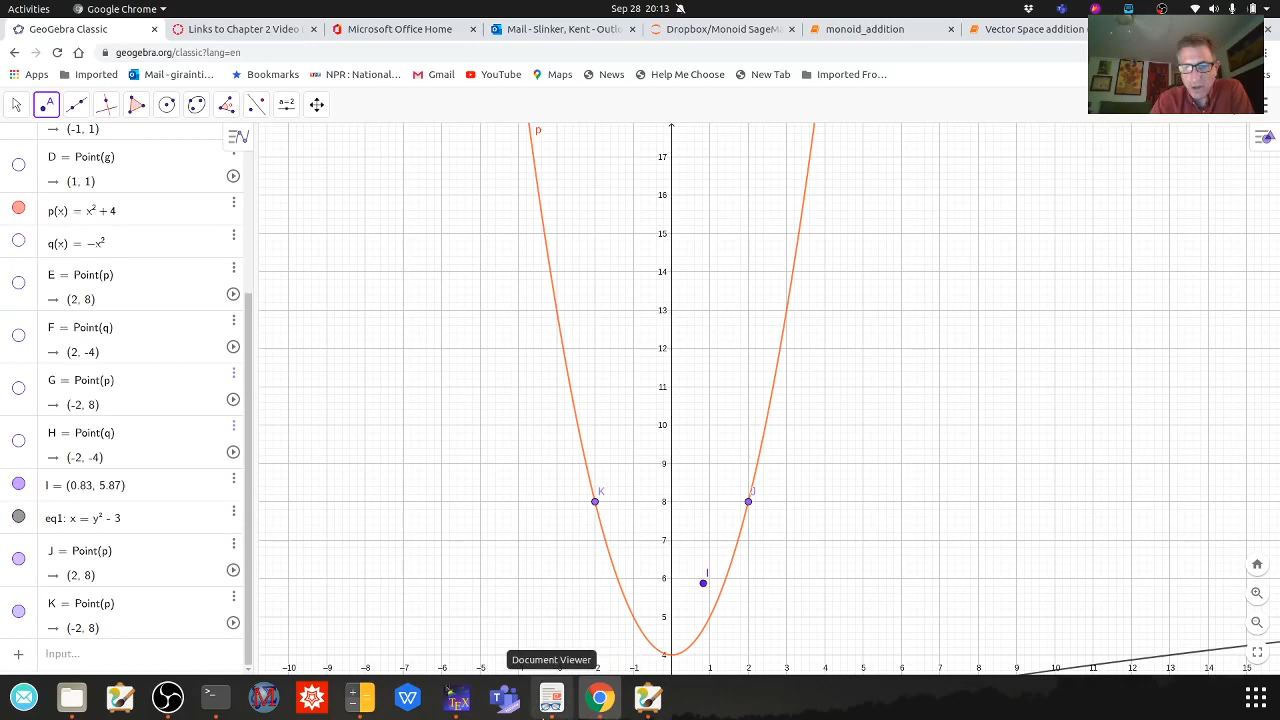 Activities Google Chrome Sep 28 20:13
GeoGebra Classic Links to Chapter 2 Video Microsoft Office Home Mail - Slinker, Kent - Outlo Dropbox/Monoid SageMa monoid_addition Vector Space addition
geogebra.org/classic?lang=en
Apps Imported Mail - girainti... Bookmarks NPR : National... Gmail YouTube Maps News Help Me Choose New Tab Imported Fro... ks
A a=2
→ (-1, 1)
D = Point(g)
→ (1, 1)
p(x) = x² + 4
q(x) = −x²
E = Point(p)
→ (2, 8)
F = Point(q)
→ (2, -4)
G = Point(p)
→ (-2, 8)
H = Point(q)
→ (-2, -4)
I = (0.83, 5.87)
eq1: x = y² - 3
J = Point(p)
→ (2, 8)
K = Point(p)
→ (-2, 8)
Input...
p
17
16
15
14
13
12
11
10
9
K J
8
7
I
6
5
4
−10 −9 −8 −7 −6 −5 −4 −1 1 2 3 4 5 6 7 8 9 10 11 12 13 14 15
Document Viewer
TEX